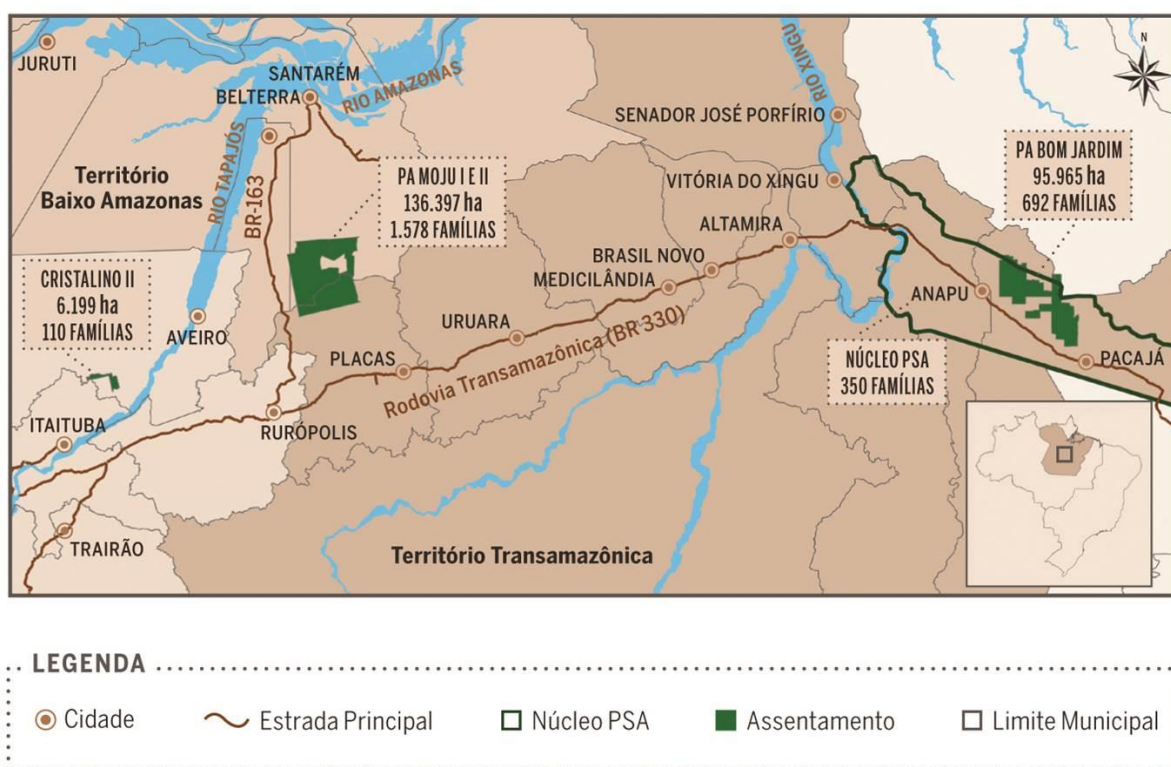 JURUTI
SANTARÉM
BELTERRA
RIO AMAZONAS
RIO XINGU
N
SENADOR JOSÉ PORFÍRIO
PA BOM JARDIM
95.965 ha
692 FAMÍLIAS
Território
Baixo Amazonas
RIO TAPAJÓS
BR-163
PA MOJU I E II
136.397 ha
1.578 FAMÍLIAS
VITÓRIA DO XINGU
ALTAMIRA
BRASIL NOVO
MEDICILÂNDIA
CRISTALINO II
6.199 ha
110 FAMÍLIAS
AVEIRO
URUARA
ANAPU
PLACAS
Rodovia Transamazônica (BR 330)
NÚCLEO PSA
350 FAMÍLIAS
PACAJÁ
ITAITUBA
RURÓPOLIS
TRAIRÃO
Território Transamazônica
LEGENDA
Cidade
Estrada Principal
Núcleo PSA
Assentamento
Limite Municipal